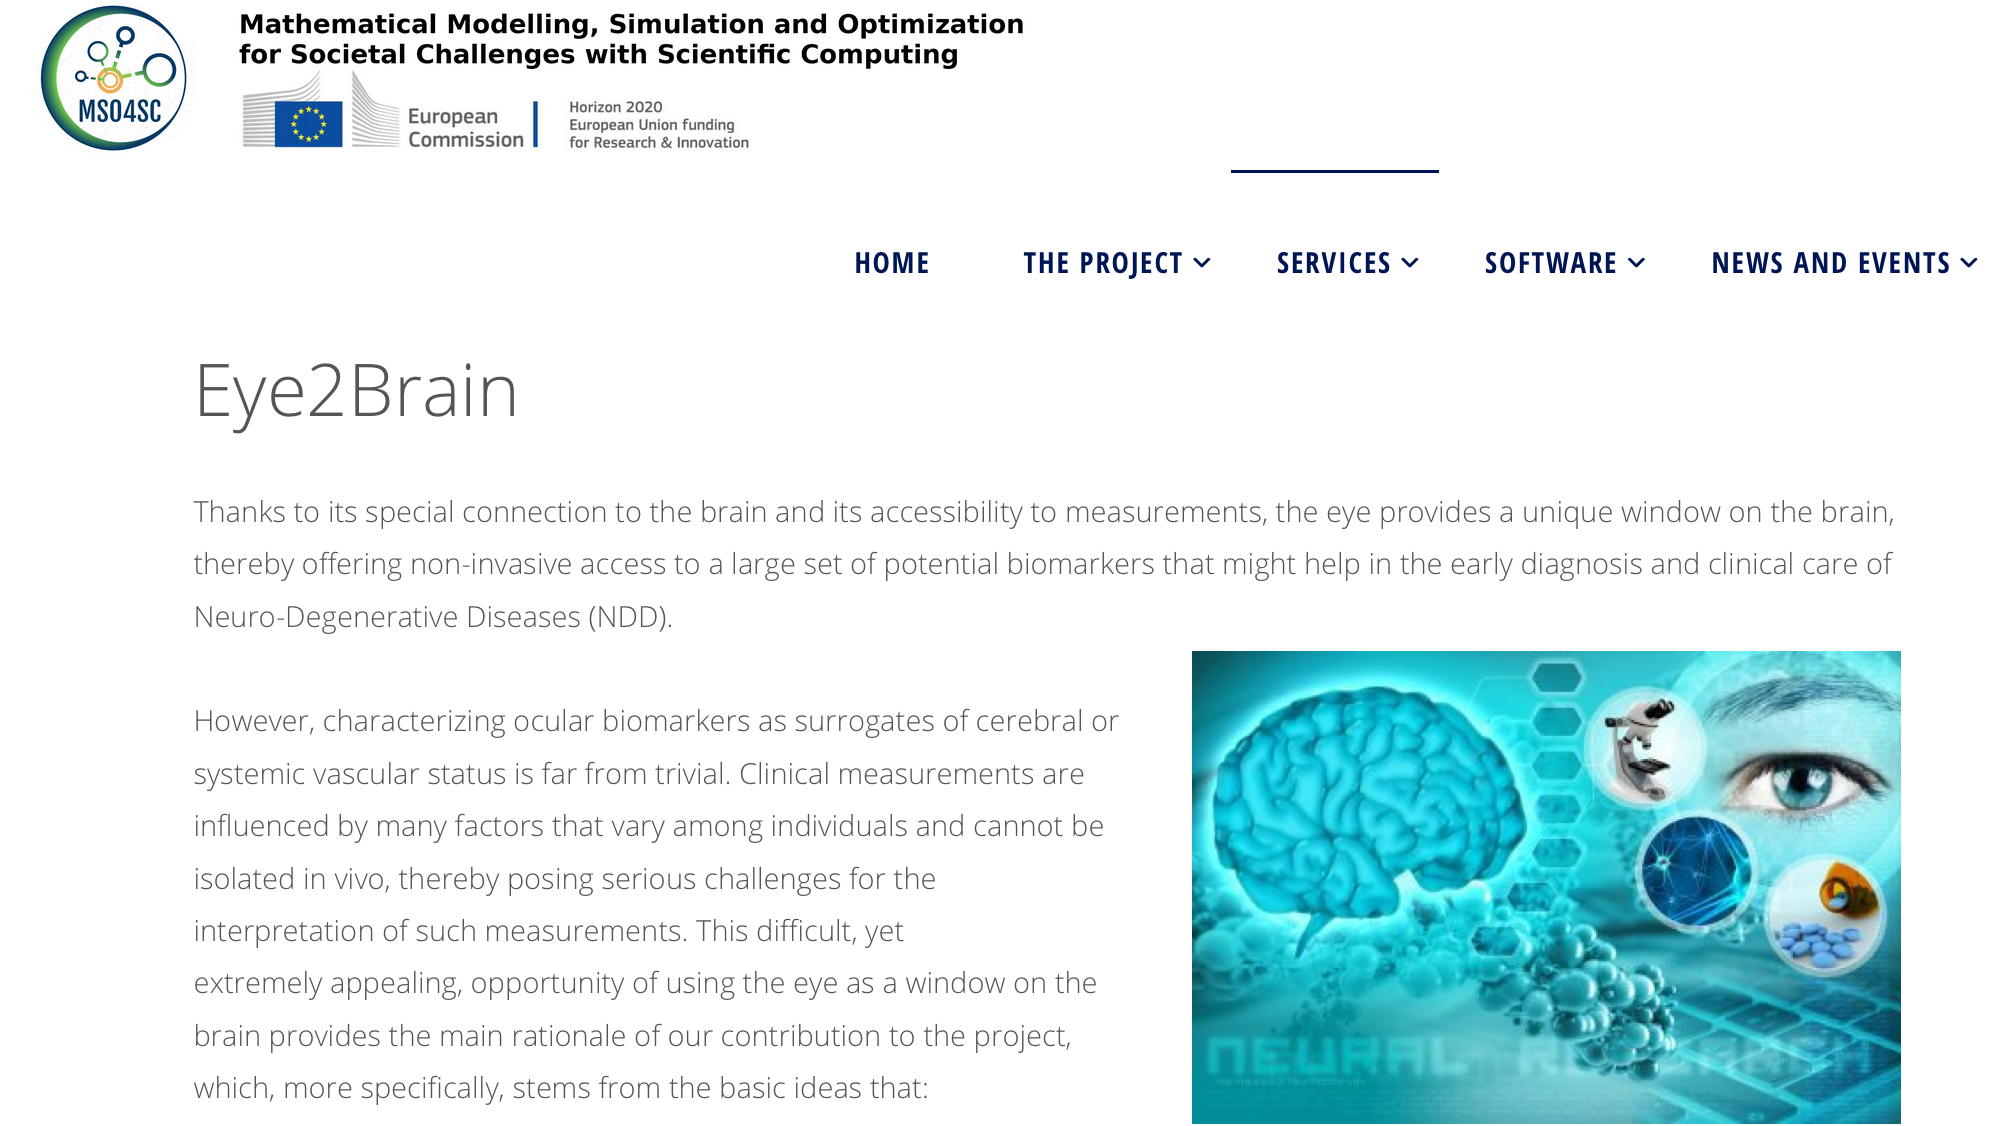 MSO4SC
Mathematical Modelling, Simulation and Optimization
for Societal Challenges with Scientific Computing
European
Commission
Horizon 2020
European Union funding
for Research & Innovation
HOME THE PROJECT SERVICES SOFTWARE NEWS AND EVENTS
Eye2Brain
Thanks to its special connection to the brain and its accessibility to measurements, the eye provides a unique window on the brain,
thereby offering non-invasive access to a large set of potential biomarkers that might help in the early diagnosis and clinical care of
Neuro-Degenerative Diseases (NDD).
However, characterizing ocular biomarkers as surrogates of cerebral or
systemic vascular status is far from trivial. Clinical measurements are
influenced by many factors that vary among individuals and cannot be
isolated in vivo, thereby posing serious challenges for the
interpretation of such measurements. This difficult, yet
extremely appealing, opportunity of using the eye as a window on the
brain provides the main rationale of our contribution to the project,
which, more specifically, stems from the basic ideas that:
NEURAL